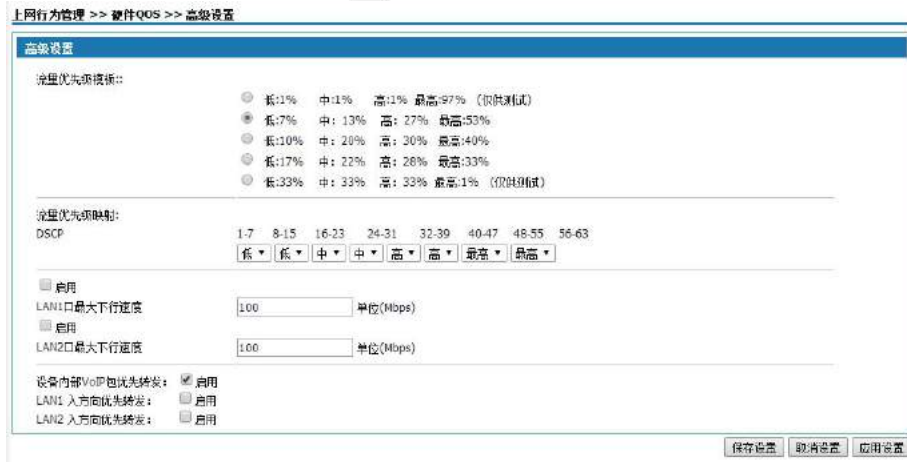 上网行为管理 >> 硬件QOS >> 高级设置
高级设置
流量优先级模板::
低:1% 中:1% 高:1% 最高:97% (仅供测试)
低:7% 中: 13% 高: 27% 最高:53%
低:10% 中: 20% 高: 30% 最高:40%
低:17% 中: 22% 高: 28% 最高:33%
低:33% 中: 33% 高: 33% 最高:1% (仅供测试)
流量优先级映射:
DSCP 1-7 8-15 16-23 24-31 32-39 40-47 48-55 56-63
低 低 中 中 高 高 最高 最高
启用
LAN1口最大下行速度 100 单位(Mbps)
启用
LAN2口最大下行速度 100 单位(Mbps)
设备内部VoIP包优先转发: 启用
LAN1 入方向优先转发: 启用
LAN2 入方向优先转发: 启用
保存设置 取消设置 应用设置